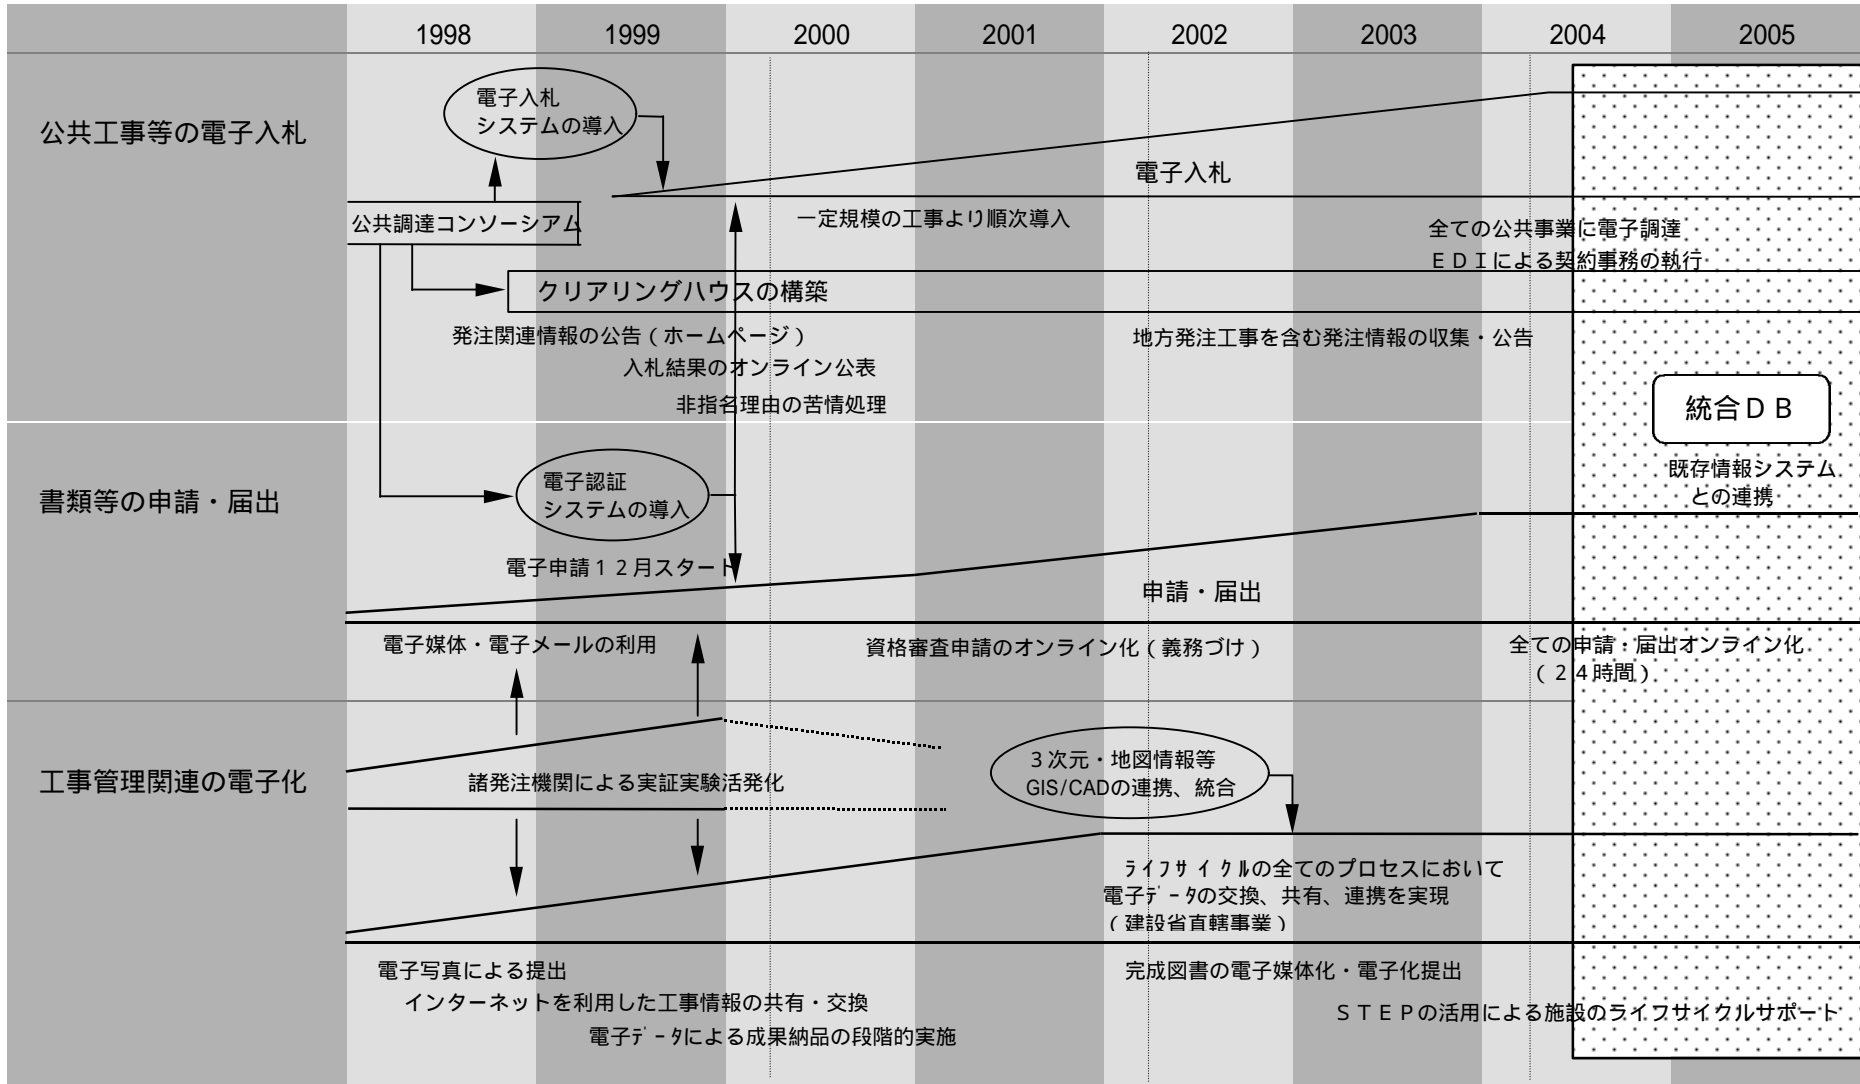 1998 1999 2000 2001 2002 2003 2004 2005
公共工事等の電子入札
電子入札
システムの導入
電子入札
公共調達コンソーシアム
一定規模の工事より順次導入
全ての公共事業に電子調達
ＥＤＩによる契約事務の執行
クリアリングハウスの構築
発注関連情報の公告（ホームページ）
地方発注工事を含む発注情報の収集・公告
入札結果のオンライン公表
非指名理由の苦情処理
統合ＤＢ
既存情報システム
との連携
書類等の申請・届出
電子認証
システムの導入
電子申請１２月スタート
申請・届出
電子媒体・電子メールの利用
資格審査申請のオンライン化（義務づけ）
全ての申請・届出オンライン化
（２４時間）
工事管理関連の電子化
諸発注機関による実証実験活発化
３次元・地図情報等
GIS/CADの連携、統合
ﾗｲﾌｻｲｸﾙの全てのプロセスにおいて
電子ﾃﾞｰﾀの交換、共有、連携を実現
（建設省直轄事業）
電子写真による提出
完成図書の電子媒体化・電子化提出
インターネットを利用した工事情報の共有・交換
ＳＴＥＰの活用による施設のライフサイクルサポート
電子ﾃﾞｰﾀによる成果納品の段階的実施